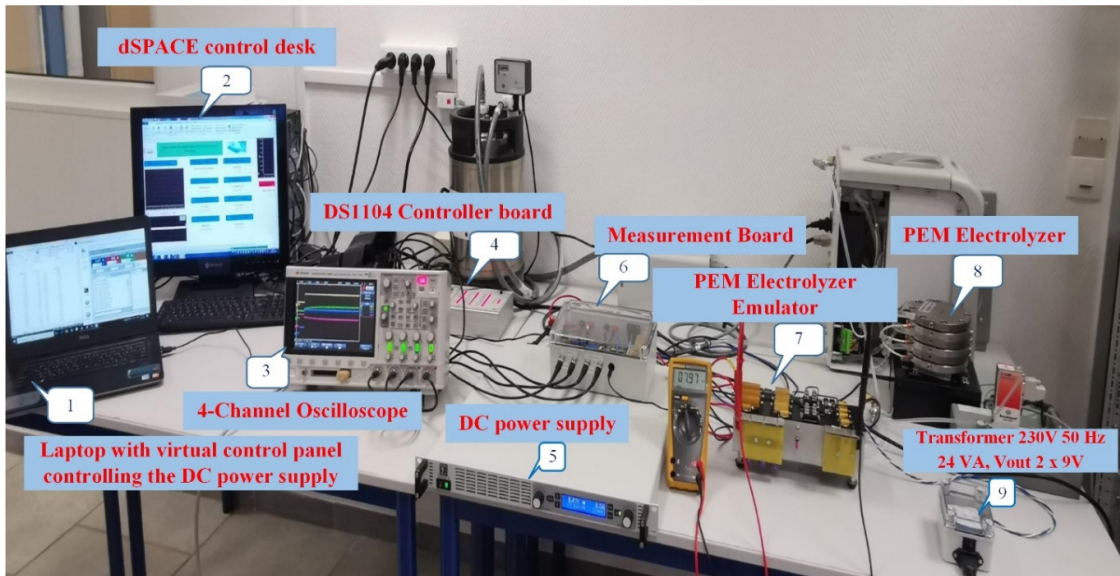 dSPACE control desk
2
DS1104 Controller board
4
Measurement Board
6
PEM Electrolyzer
8
PEM Electrolyzer
Emulator
7
3
1
4-Channel Oscilloscope
DC power supply
5
Laptop with virtual control panel
controlling the DC power supply
Transformer 230V 50 Hz
24 VA, Vout 2 x 9V
9